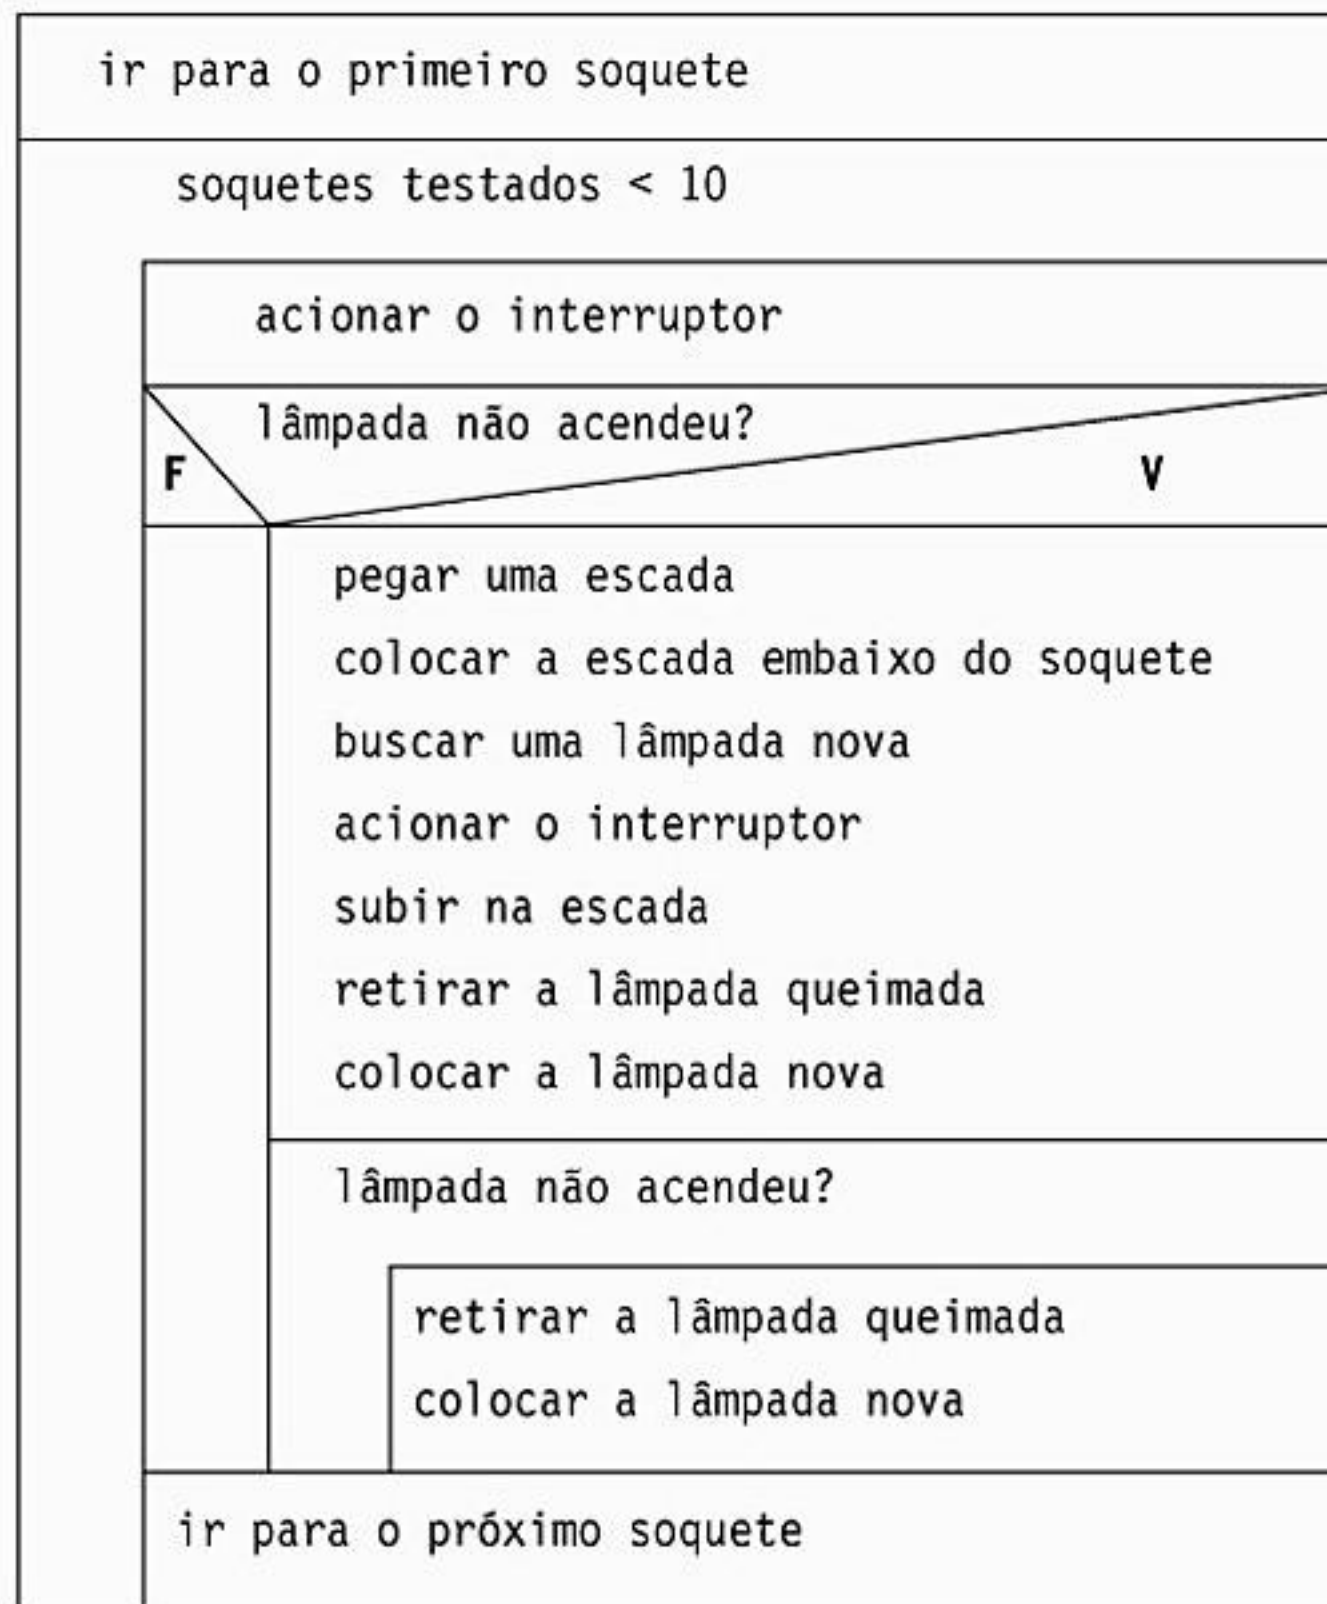 ir para o primeiro soquete
soquetes testados < 10
acionar o interruptor
lâmpada não acendeu?
F
V
pegar uma escada
colocar a escada embaixo do soquete
buscar uma lâmpada nova
acionar o interruptor
subir na escada
retirar a lâmpada queimada
colocar a lâmpada nova
lâmpada não acendeu?
retirar a lâmpada queimada
colocar a lâmpada nova
ir para o próximo soquete